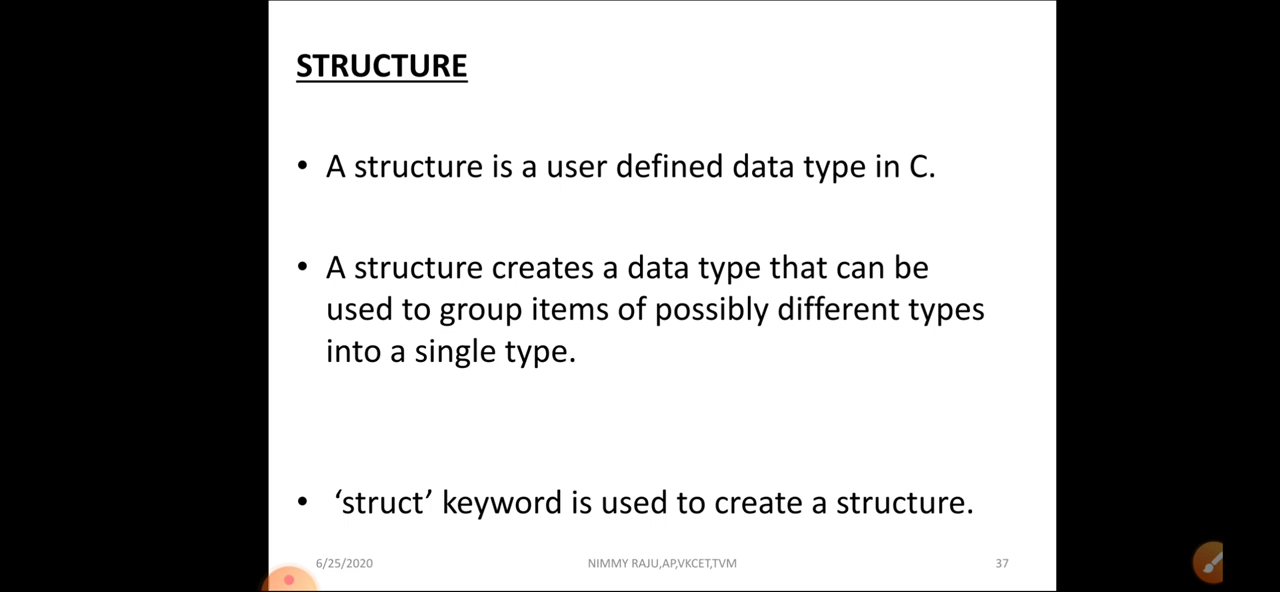 STRUCTURE
• A structure is a user defined data type in C.
• A structure creates a data type that can be
used to group items of possibly different types
into a single type.
• ‘struct’ keyword is used to create a structure.
6/25/2020 NIMMY RAJU,AP,VKCET,TVM 37